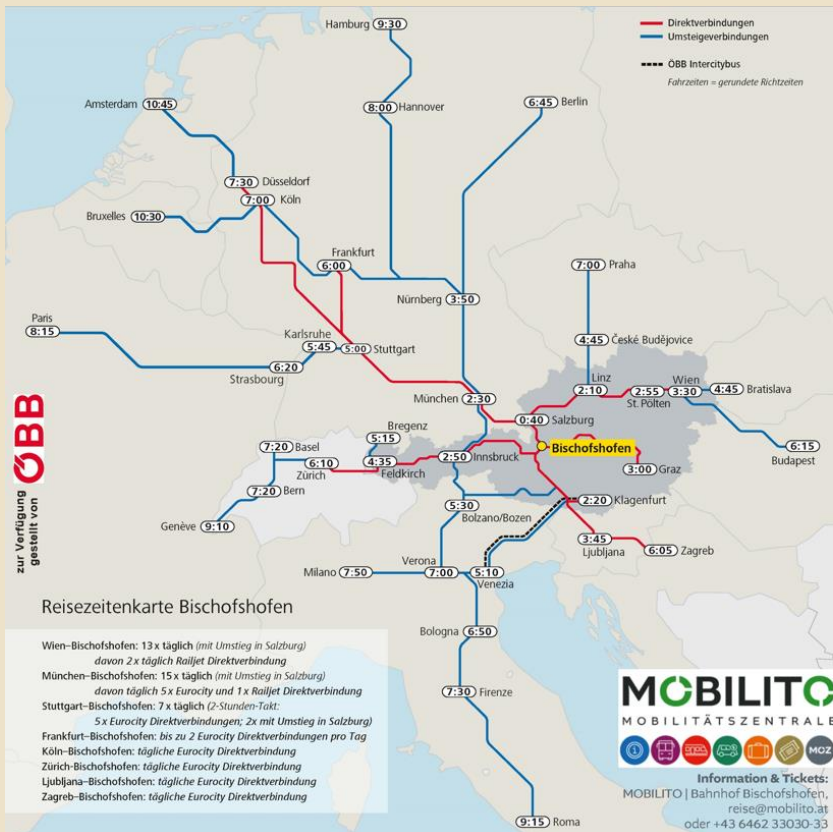 Hamburg 9:30
Direktverbindungen
Umsteigeverbindungen
ÖBB Intercitybus
Fahrzeiten = gerundete Richtzeiten
Amsterdam 10:45
8:00 Hannover
6:45 Berlin
7:30 Düsseldorf
7:00 Köln
Bruxelles 10:30
Frankfurt
6:00
7:00 Praha
Nürnberg 3:50
Paris
8:15
Karlsruhe
5:45
5:00 Stuttgart
6:20
Strasbourg
4:45 České Budějovice
Linz
2:10
2:55
St. Pölten
Wien
3:30
4:45 Bratislava
München 2:30
0:40 Salzburg
Bregenz
5:15
7:20 Basel
6:10
Zürich
4:35
Feldkirch
2:50 Innsbruck
Bischofshofen
6:15
Budapest
3:00 Graz
7:20
Bern
Genève 9:10
5:30
Bolzano/Bozen
2:20 Klagenfurt
3:45
Ljubljana
6:05 Zagreb
Milano 7:50
Verona
7:00
5:10
Venezia
Bologna 6:50
7:30 Firenze
9:15 Roma
zur Verfügung
gestellt von
ÖBB
Reisezeitenkarte Bischofshofen
Wien–Bischofshofen: 13 x täglich (mit Umstieg in Salzburg)
davon 2 x täglich Railjet Direktverbindung
München–Bischofshofen: 15 x täglich (mit Umstieg in Salzburg)
davon täglich 5 x Eurocity und 1 x Railjet Direktverbindung
Stuttgart–Bischofshofen: 7 x täglich (2-Stunden-Takt:
5 x Eurocity Direktverbindungen; 2x mit Umstieg in Salzburg)
Frankfurt–Bischofshofen: bis zu 2 Eurocity Direktverbindungen pro Tag
Köln–Bischofshofen: tägliche Eurocity Direktverbindung
Zürich–Bischofshofen: tägliche Eurocity Direktverbindung
Ljubljana–Bischofshofen: tägliche Eurocity Direktverbindung
Zagreb–Bischofshofen: tägliche Eurocity Direktverbindung
MOBILITO
MOBILITÄTSZENTRALE
MOZ
Information & Tickets:
MOBILITO | Bahnhof Bischofshofen,
reise@mobilito.at
oder +43 6462 33030-33